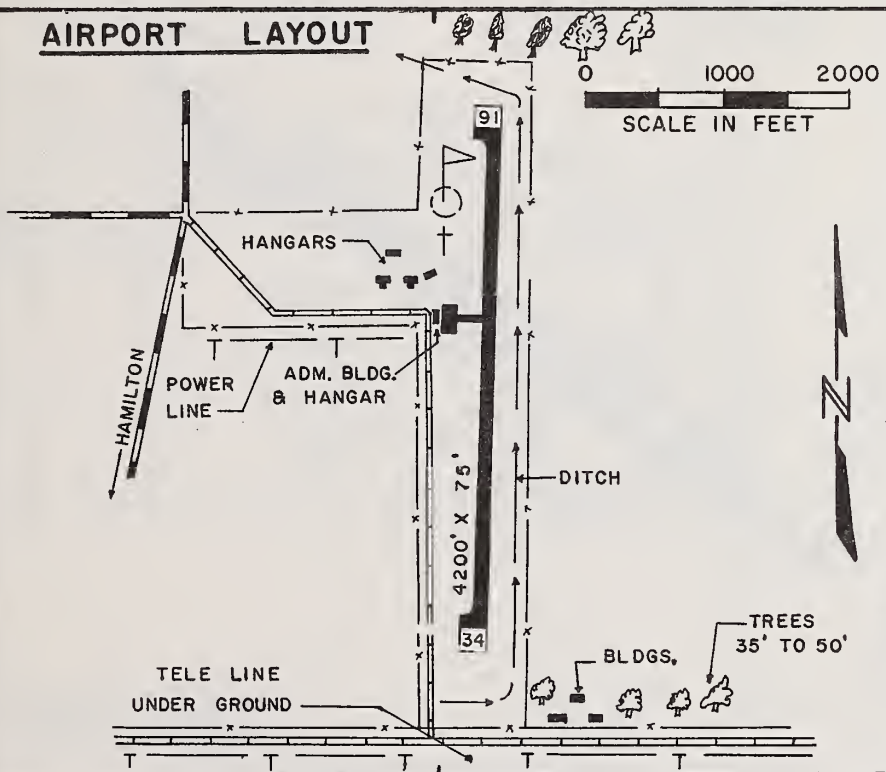 AIRPORT LAYOUT
0 1000 2000
SCALE IN FEET
91
HANGARS
POWER
LINE
ADM. BLDG.
& HANGAR
HAMILTON
N
DITCH
4200' X 75'
34
TREES
35' TO 50'
BLDGS.
TELE LINE
UNDER GROUND